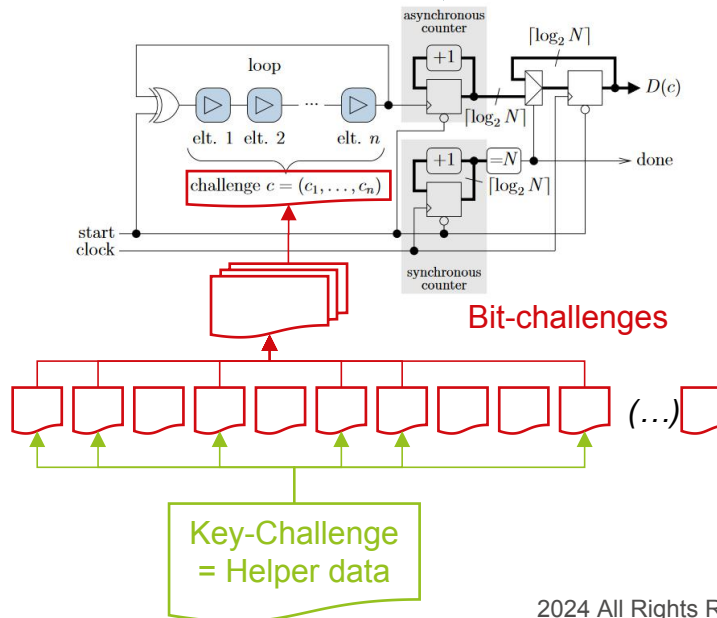 asynchronous
counter
⌈log₂ N⌉
+1
loop
D(c)
⌈log₂ N⌉
...
elt. 1 elt. 2 elt. n
+1
=N
done
⌈log₂ N⌉
challenge c = (c₁, . . . , cₙ)
start
clock
synchronous
counter
Bit-challenges
(...)
Key-Challenge
= Helper data
2024 All Rights R